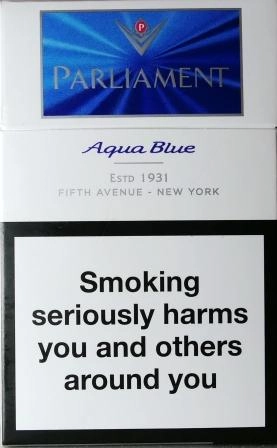 P
PARLIAMENT
Aqua Blue
ESTD 1931
FIFTH AVENUE - NEW YORK
Smoking
seriously harms
you and others
around you